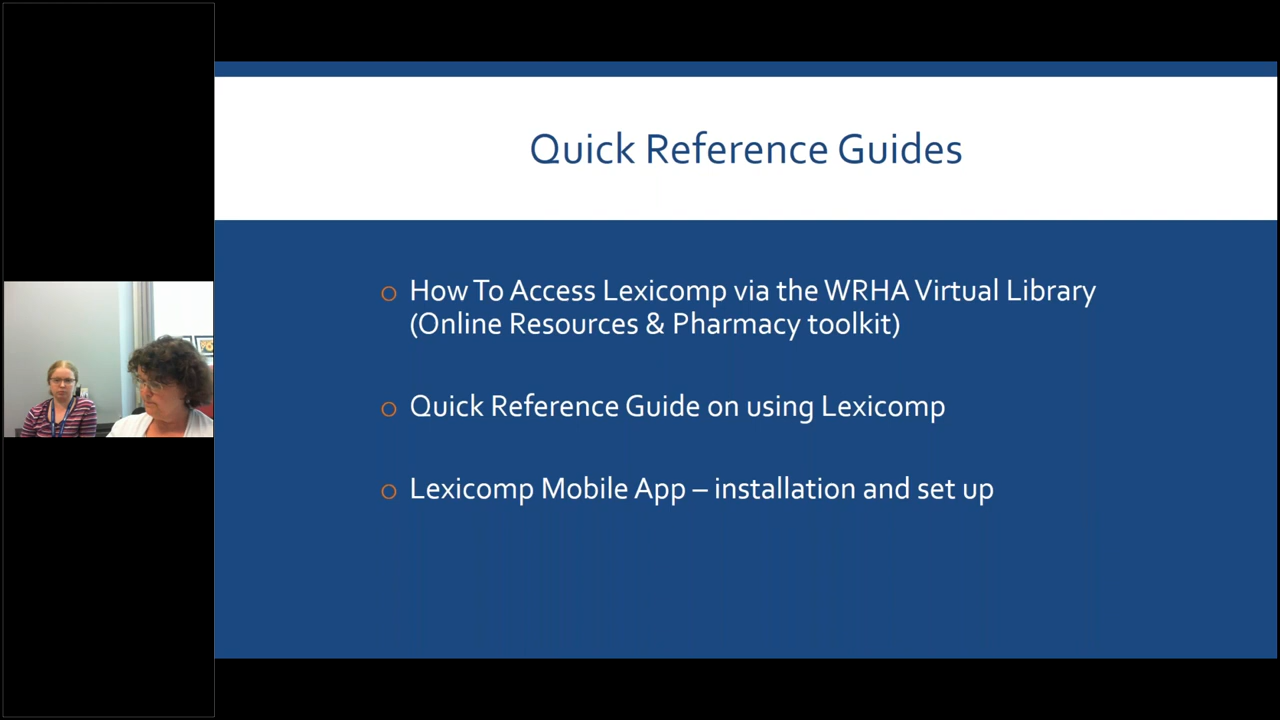 Quick Reference Guides
o How To Access Lexicomp via the WRHA Virtual Library
(Online Resources & Pharmacy toolkit)
o Quick Reference Guide on using Lexicomp
o Lexicomp Mobile App – installation and set up